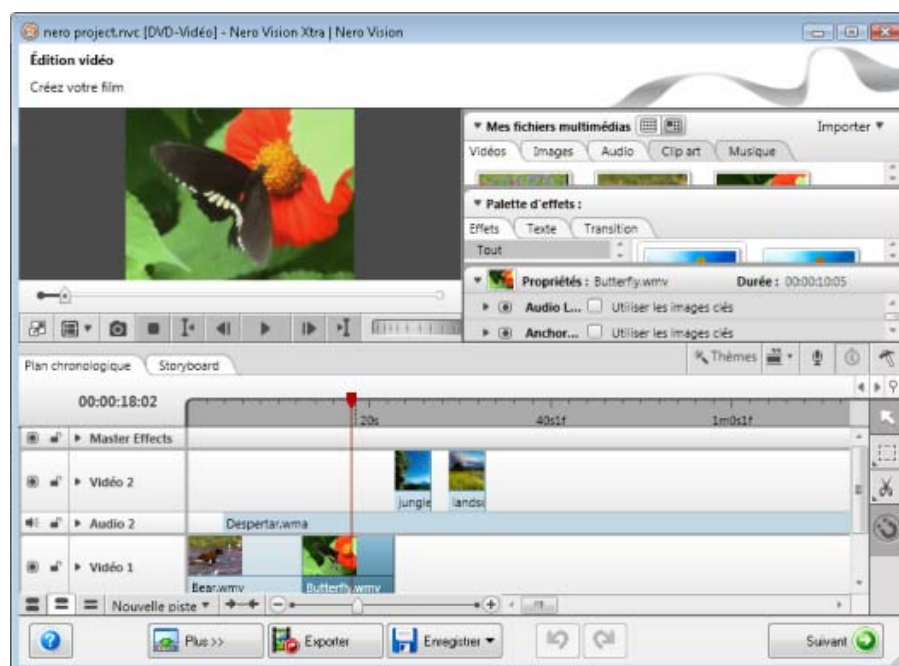 nero project.nvc [DVD-Vidéo] - Nero Vision Xtra | Nero Vision
Édition vidéo
Créez votre film
Mes fichiers multimédias
Importer
Vidéos Images Audio Clip art Musique
Palette d'effets :
Effets Texte Transition
Tout
Propriétés : Butterfly.wmv Durée : 00:00:10:05
Audio L... Utiliser les images clés
Anchor... Utiliser les images clés
Plan chronologique Storyboard
Thèmes
00:00:18:02
20s 40s1f 1m0s1f
Master Effects
Vidéo 2
jungle lands
Audio 2
Despertar.wma
Vidéo 1
Bear.wmv Butterfly.wmv
Nouvelle piste
Plus >> Exporter Enregistrer Suivant